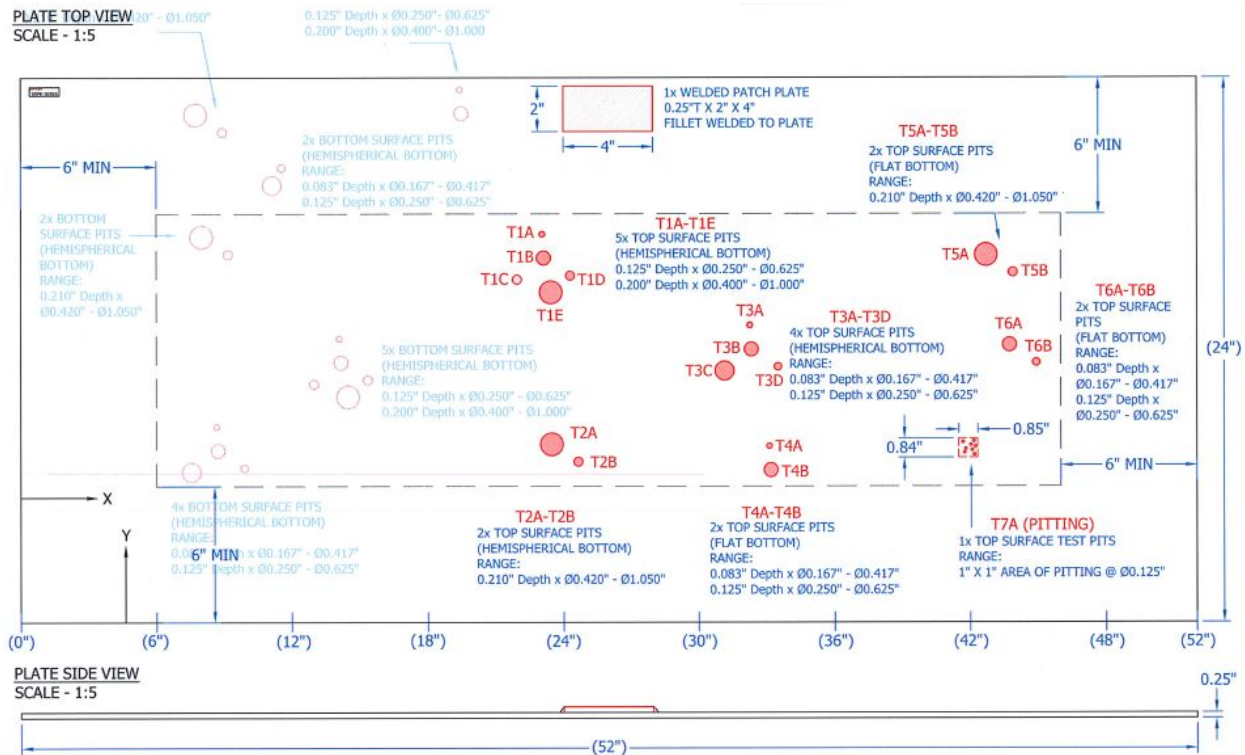 PLATE TOP VIEW
SCALE - 1:5
20" - Ø1.050"
0.125" Depth x Ø0.250"- Ø0.625"
0.200" Depth x Ø0.400"- Ø1.000
2"
4"
1x WELDED PATCH PLATE
0.25"T X 2" X 4"
FILLET WELDED TO PLATE
6" MIN
2x BOTTOM SURFACE PITS
(HEMISPHERICAL BOTTOM)
RANGE:
0.083" Depth x Ø0.167" - Ø0.417"
0.125" Depth x Ø0.250" - Ø0.625"
T5A-T5B
2x TOP SURFACE PITS
(FLAT BOTTOM)
RANGE:
0.210" Depth x Ø0.420" - Ø1.050"
6" MIN
2x BOTTOM
SURFACE PITS
(HEMISPHERICAL
BOTTOM)
RANGE:
0.210" Depth x
Ø0.420" - Ø1.050"
T1A
T1B
T1C
T1D
T1E
T1A-T1E
5x TOP SURFACE PITS
(HEMISPHERICAL BOTTOM)
0.125" Depth x Ø0.250" - Ø0.625"
0.200" Depth x Ø0.400" - Ø1.000"
T5A
T5B
T6A-T6B
2x TOP SURFACE
PITS
(FLAT BOTTOM)
RANGE:
0.083" Depth x
Ø0.167" - Ø0.417"
0.125" Depth x
Ø0.250" - Ø0.625"
T3A
T3B
T3C
T3D
T3A-T3D
4x TOP SURFACE PITS
(HEMISPHERICAL BOTTOM)
RANGE:
0.083" Depth x Ø0.167" - Ø0.417"
0.125" Depth x Ø0.250" - Ø0.625"
T6A
T6B
(24")
5x BOTTOM SURFACE PITS
(HEMISPHERICAL BOTTOM)
RANGE:
0.125" Depth x Ø0.250" - Ø0.625"
0.200" Depth x Ø0.400" - Ø1.000"
T2A
T2B
T4A
T4B
0.84"
0.85"
6" MIN
X
Y
4x BOTTOM SURFACE PITS
(HEMISPHERICAL BOTTOM)
RANGE:
0.125" Depth x Ø0.250" - Ø0.625"
6" MIN
T2A-T2B
2x TOP SURFACE PITS
(HEMISPHERICAL BOTTOM)
RANGE:
0.210" Depth x Ø0.420" - Ø1.050"
T4A-T4B
2x TOP SURFACE PITS
(FLAT BOTTOM)
RANGE:
0.083" Depth x Ø0.167" - Ø0.417"
0.125" Depth x Ø0.250" - Ø0.625"
T7A (PITTING)
1x TOP SURFACE TEST PITS
RANGE:
1" X 1" AREA OF PITTING @ Ø0.125"
(0")
(6")
(12")
(18")
(24")
(30")
(36")
(42")
(48")
(52")
PLATE SIDE VIEW
SCALE - 1:5
0.25"
(52")